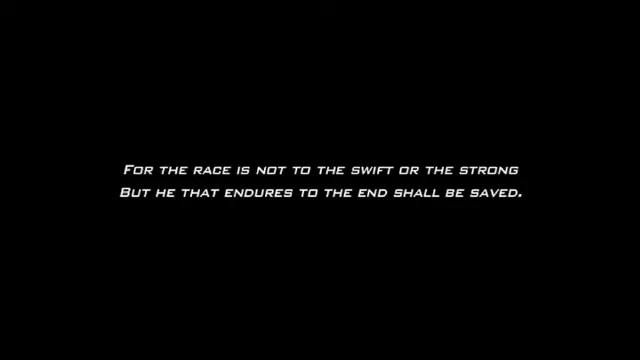 For the race is not to the swift or the strong
But he that endures to the end shall be saved.